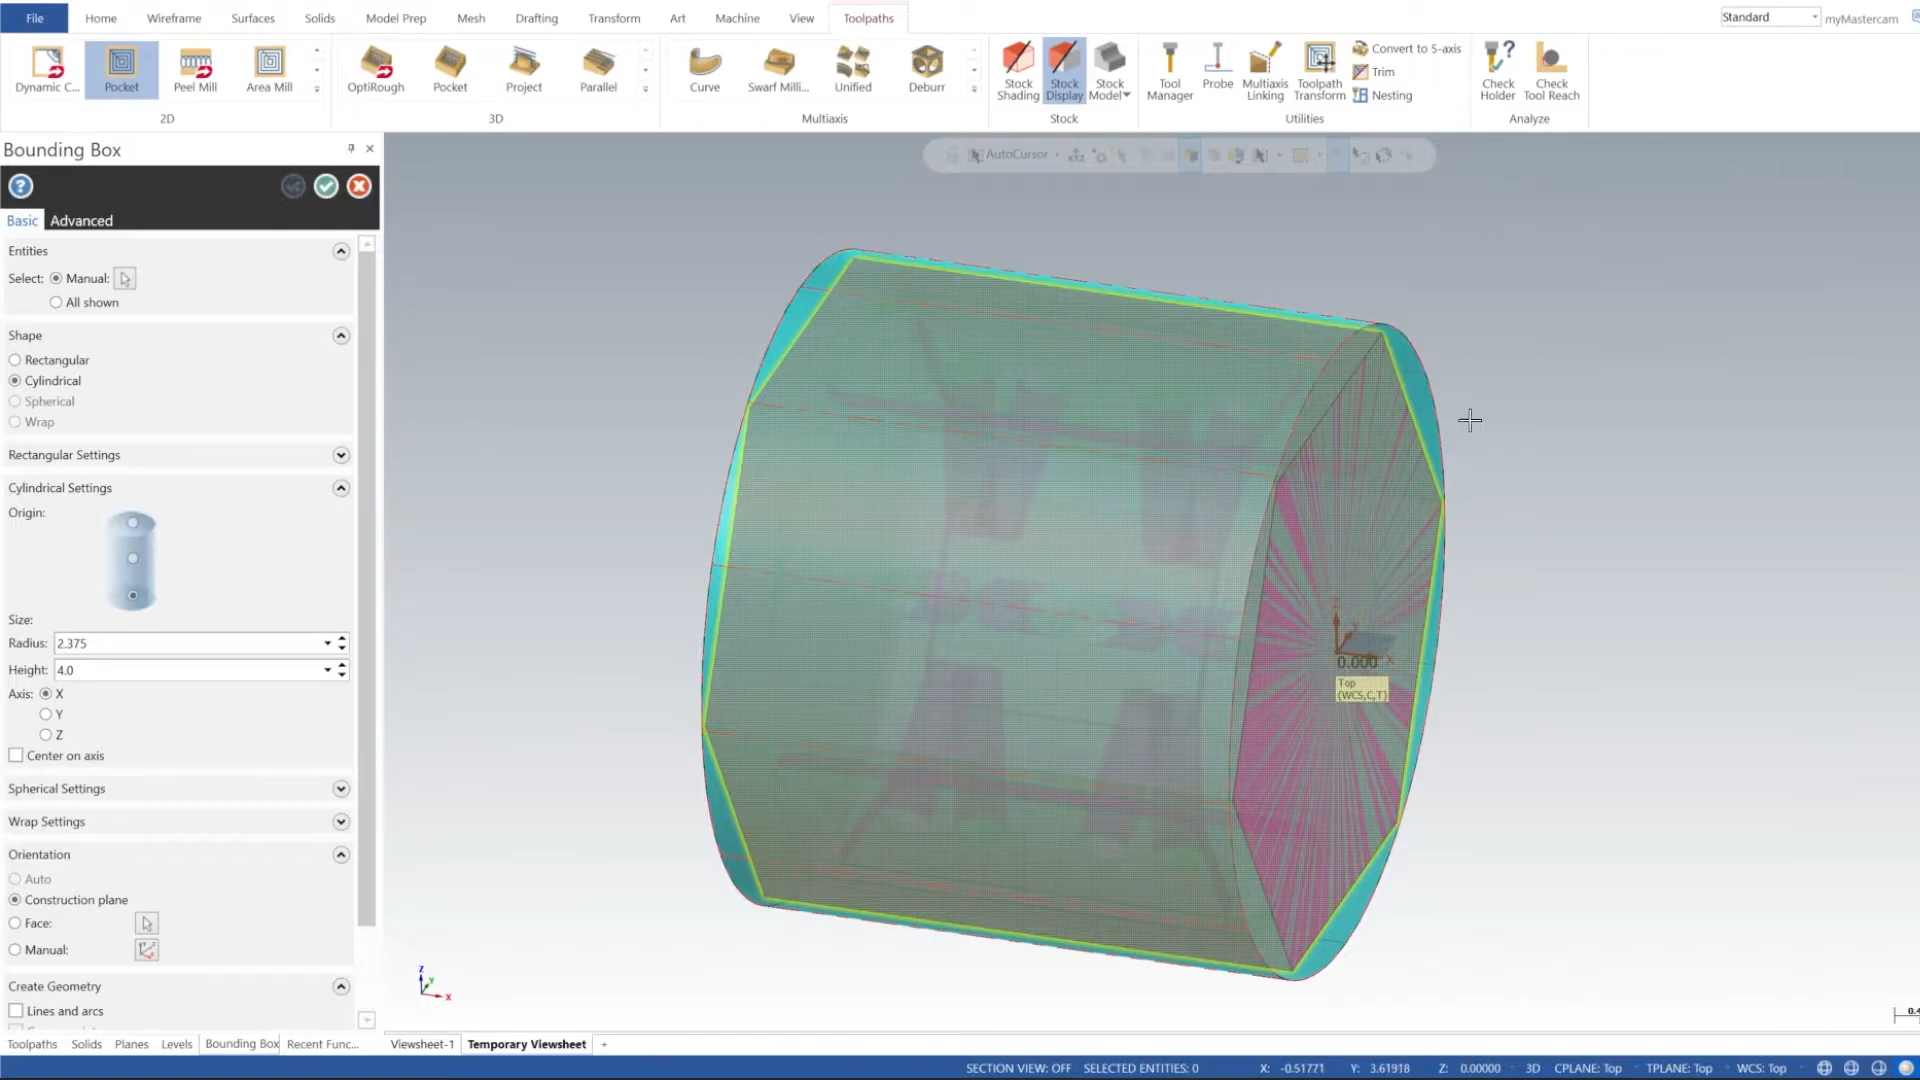 File Home Wireframe Surfaces Solids Model Prep Mesh Drafting Transform Art Machine View Toolpaths
Standard myMastercam
Dynamic C... Pocket Peel Mill Area Mill
2D
OptiRough Pocket Project Parallel
3D
Curve Swarf Milli... Unified Deburr
Multiaxis
Stock Shading Stock Display Stock Model
Stock
Tool Manager Probe Multiaxis Linking Toolpath Transform
Convert to 5-axis
Trim
Nesting
Utilities
Check Holder Check Tool Reach
Analyze
AutoCursor
Bounding Box
Basic Advanced
Entities
Select: Manual:
All shown
Shape
Rectangular
Cylindrical
Spherical
Wrap
Rectangular Settings
Cylindrical Settings
Origin:
Size:
Radius: 2.375
Height: 4.0
Axis: X
Y
Z
Center on axis
Spherical Settings
Wrap Settings
Orientation
Auto
Construction plane
Face:
Manual:
Create Geometry
Lines and arcs
Z
X
0.000
Top
(WCS,C,T)
Z
Y
X
0.4
Toolpaths Solids Planes Levels Bounding Box Recent Func...
Viewsheet-1 Temporary Viewsheet +
SECTION VIEW: OFF SELECTED ENTITIES: 0 X: -0.51771 Y: 3.61918 Z: 0.00000 3D CPLANE: Top TPLANE: Top WCS: Top